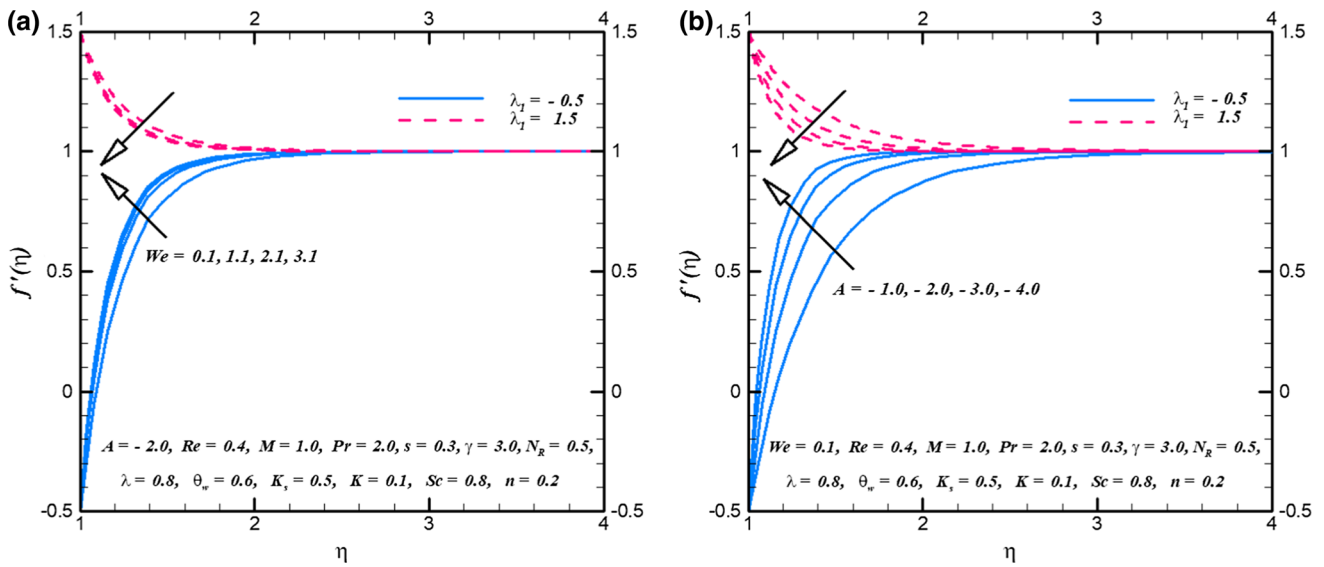 (a)
1 2 3 4
1.5 1.5
λ₁ = - 0.5
λ₁ = 1.5
1 1
We = 0.1, 1.1, 2.1, 3.1
f '(η)
0.5 0.5
0 0
A = - 2.0, Re = 0.4, M = 1.0, Pr = 2.0, s = 0.3, γ = 3.0, N_R = 0.5,
λ = 0.8, θ_w = 0.6, K_s = 0.5, K = 0.1, Sc = 0.8, n = 0.2
-0.5 -0.5
1 2 3 4
η
(b)
1 2 3 4
1.5 1.5
λ₁ = - 0.5
λ₁ = 1.5
1 1
f '(η)
0.5 0.5
A = - 1.0, - 2.0, - 3.0, - 4.0
0 0
We = 0.1, Re = 0.4, M = 1.0, Pr = 2.0, s = 0.3, γ = 3.0, N_R = 0.5,
λ = 0.8, θ_w = 0.6, K_s = 0.5, K = 0.1, Sc = 0.8, n = 0.2
-0.5 -0.5
1 2 3 4
η